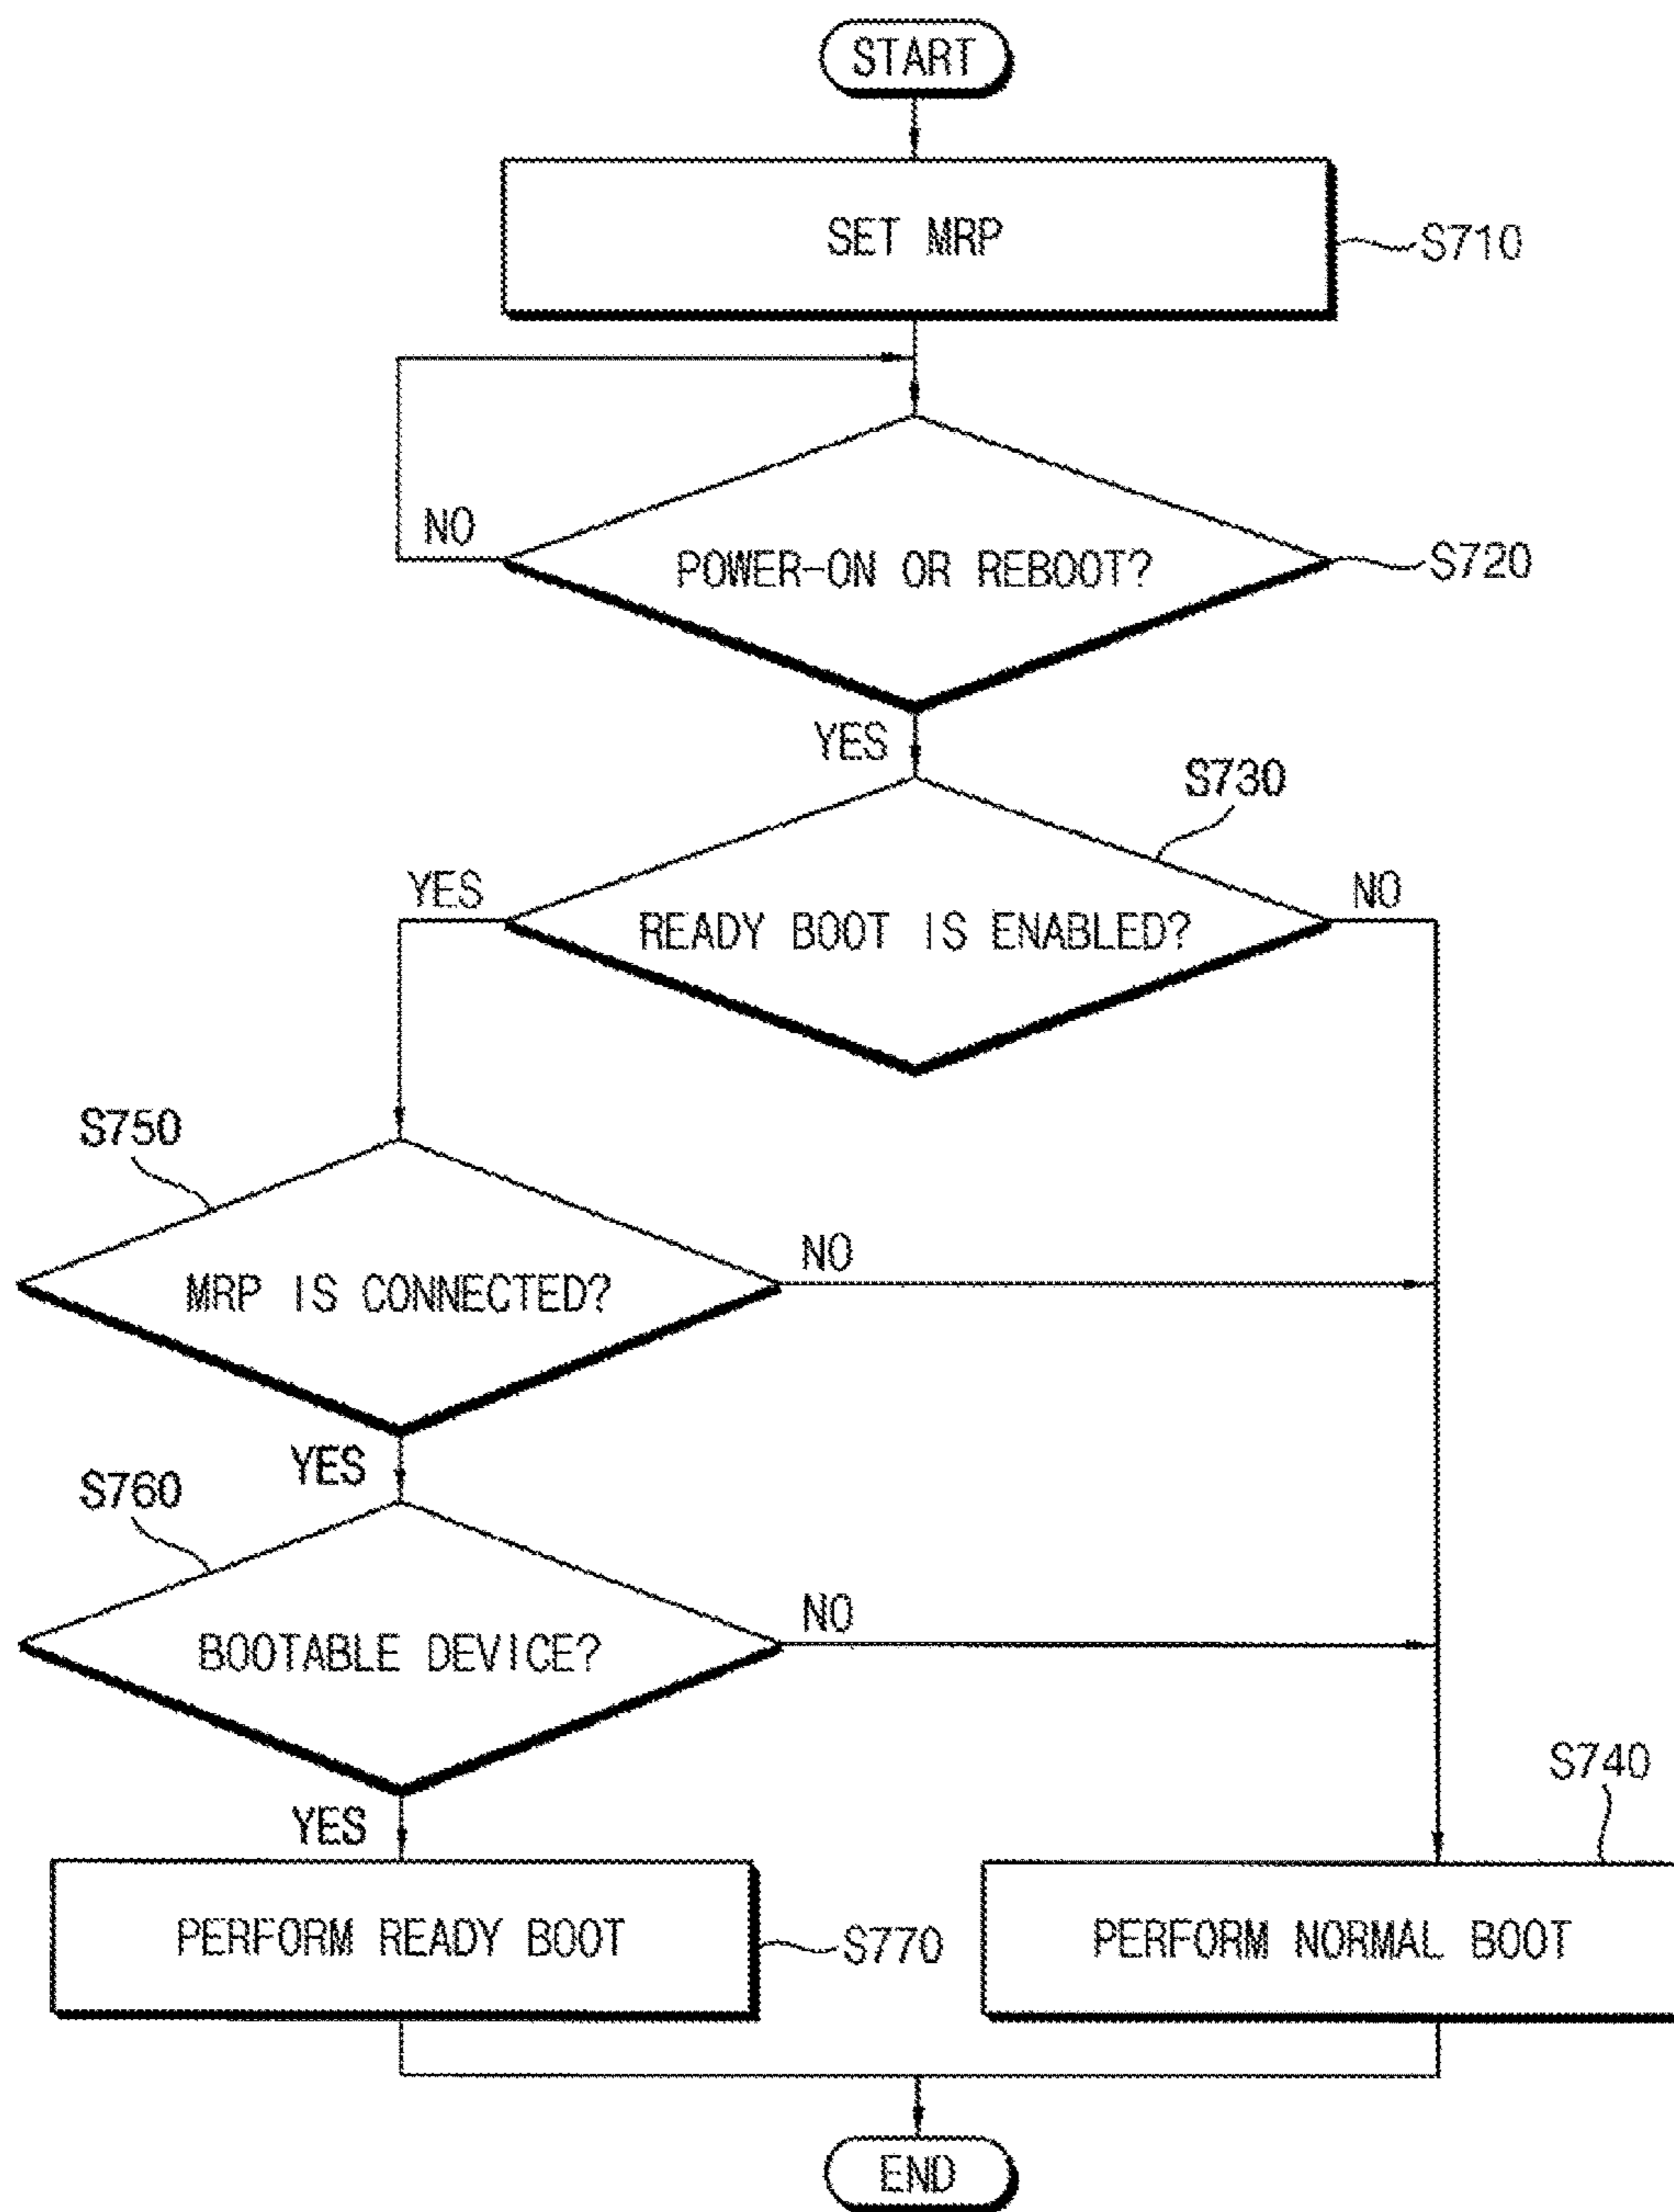 START
SET MRP
S710
NO
POWER-ON OR REBOOT?
S720
YES
S730
YES
READY BOOT IS ENABLED?
NO
S750
MRP IS CONNECTED?
NO
YES
S760
BOOTABLE DEVICE?
NO
YES
S740
PERFORM READY BOOT
S770
PERFORM NORMAL BOOT
END